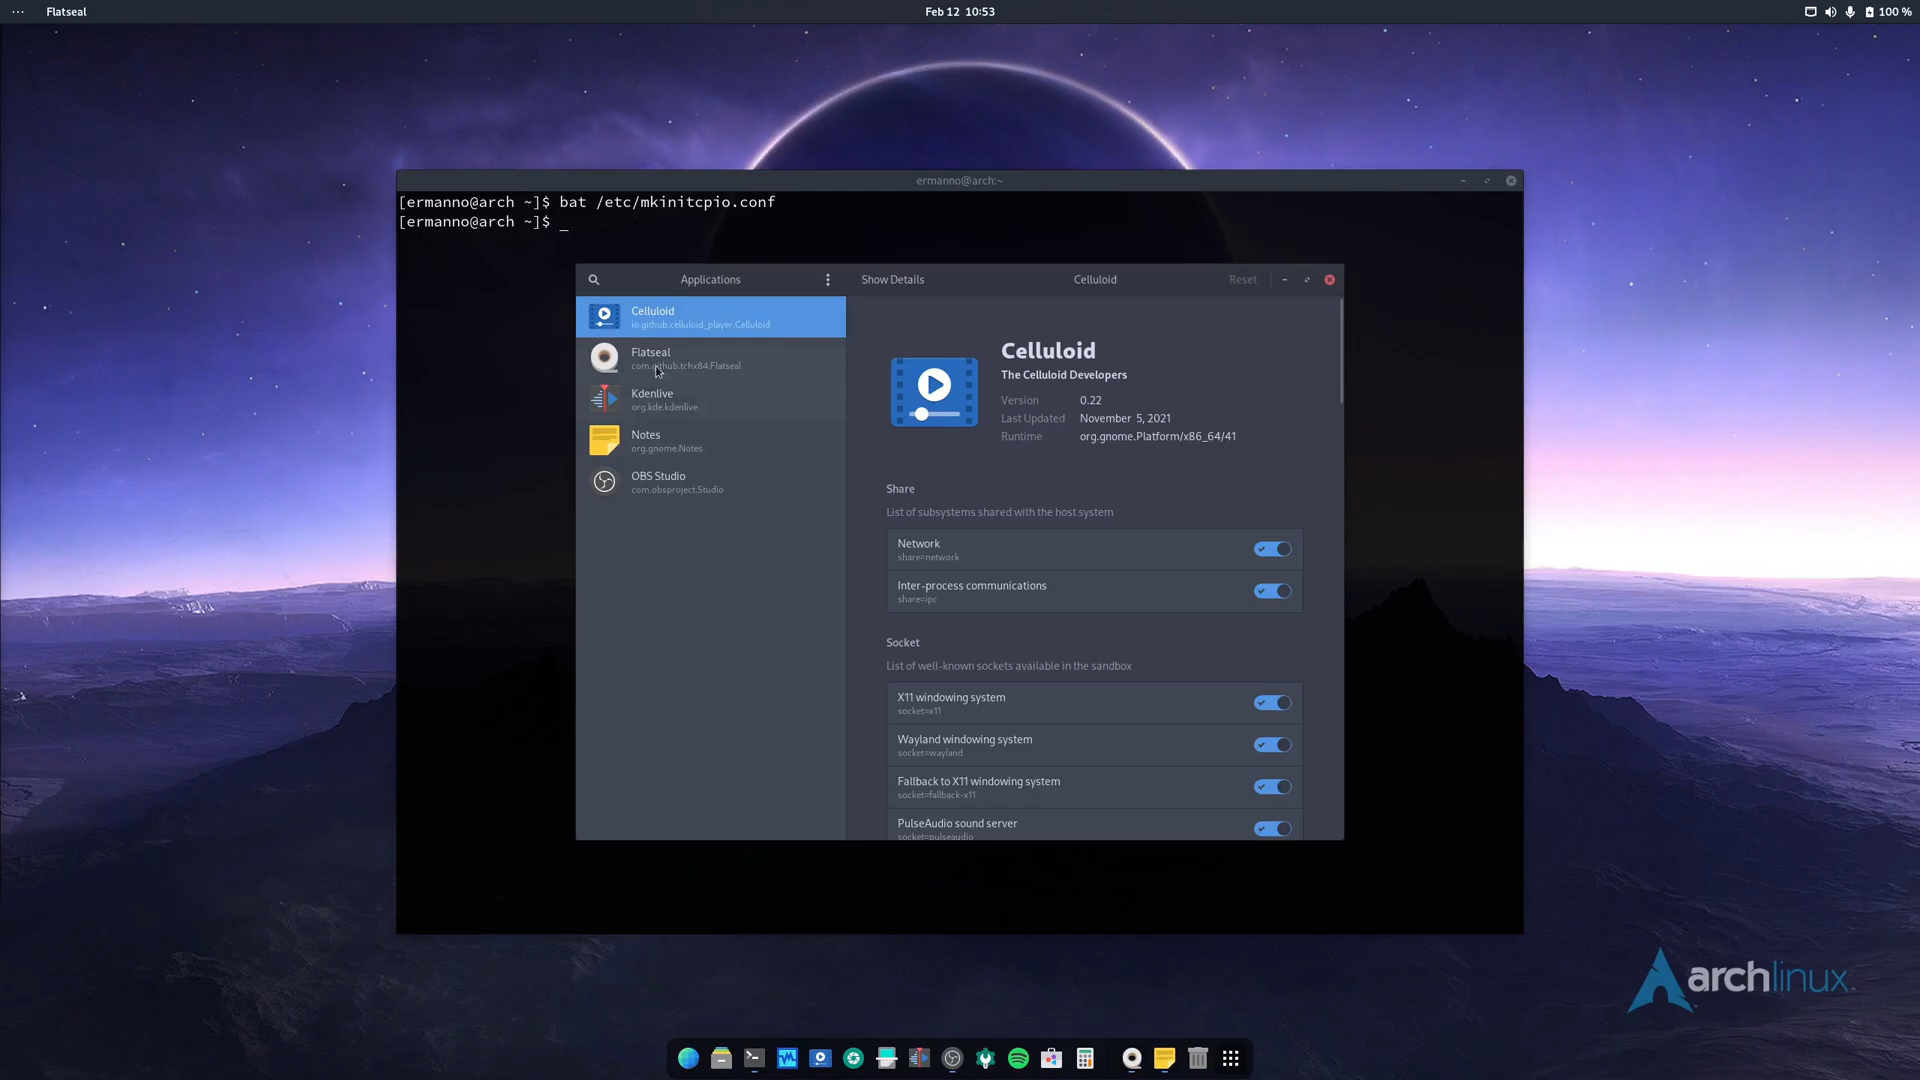 Flatseal
Feb 12 10:53
100 %
ermanno@arch:~
[ermanno@arch ~]$ bat /etc/mkinitcpio.conf
[ermanno@arch ~]$ _
Applications
Show Details
Celluloid
Reset
Celluloid
io.github.celluloid_player.Celluloid
Flatseal
com.github.tchx84.Flatseal
Kdenlive
org.kde.kdenlive
Notes
org.gnome.Notes
OBS Studio
com.obsproject.Studio
Celluloid
The Celluloid Developers
Version 0.22
Last Updated November 5, 2021
Runtime org.gnome.Platform/x86_64/41
Share
List of subsystems shared with the host system
Network
share=network
Inter-process communications
share=ipc
Socket
List of well-known sockets available in the sandbox
X11 windowing system
socket=x11
Wayland windowing system
socket=wayland
Fallback to X11 windowing system
socket=fallback-x11
PulseAudio sound server
socket=pulseaudio
archlinux